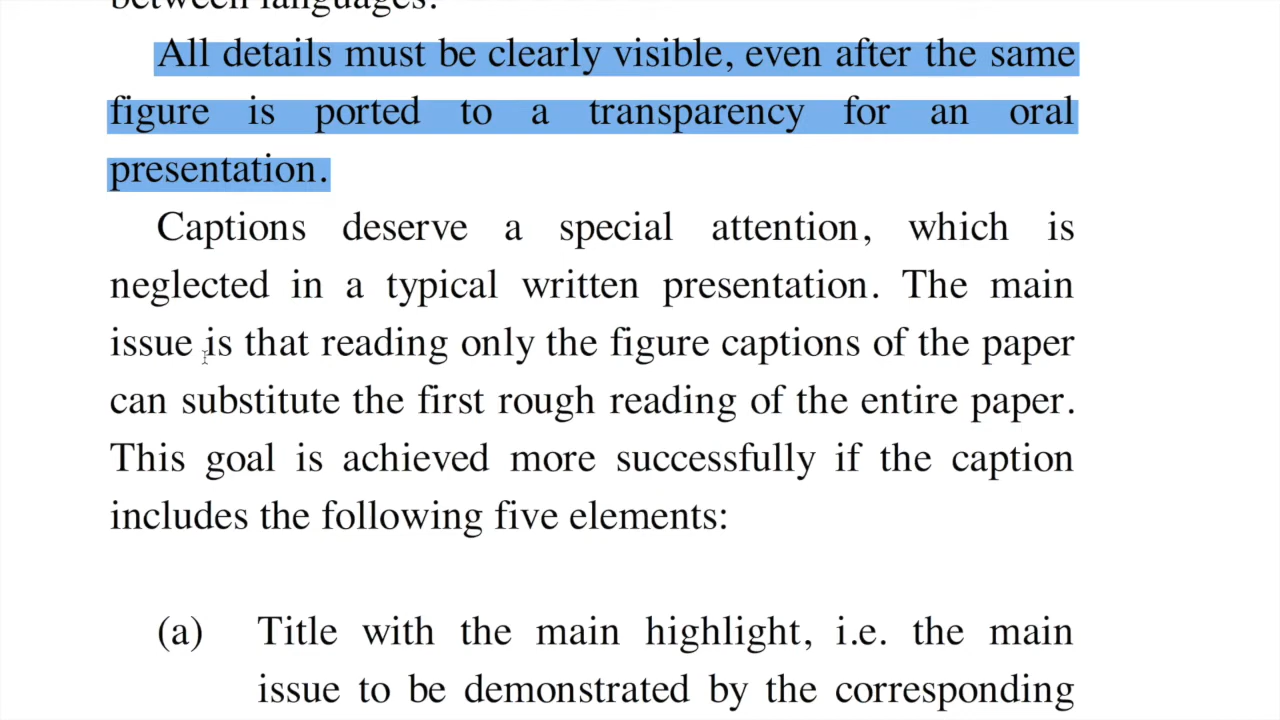 between languages.
All details must be clearly visible, even after the same
figure is ported to a transparency for an oral
presentation.
Captions deserve a special attention, which is
neglected in a typical written presentation. The main
issue is that reading only the figure captions of the paper
can substitute the first rough reading of the entire paper.
This goal is achieved more successfully if the caption
includes the following five elements:
(a) Title with the main highlight, i.e. the main
issue to be demonstrated by the corresponding